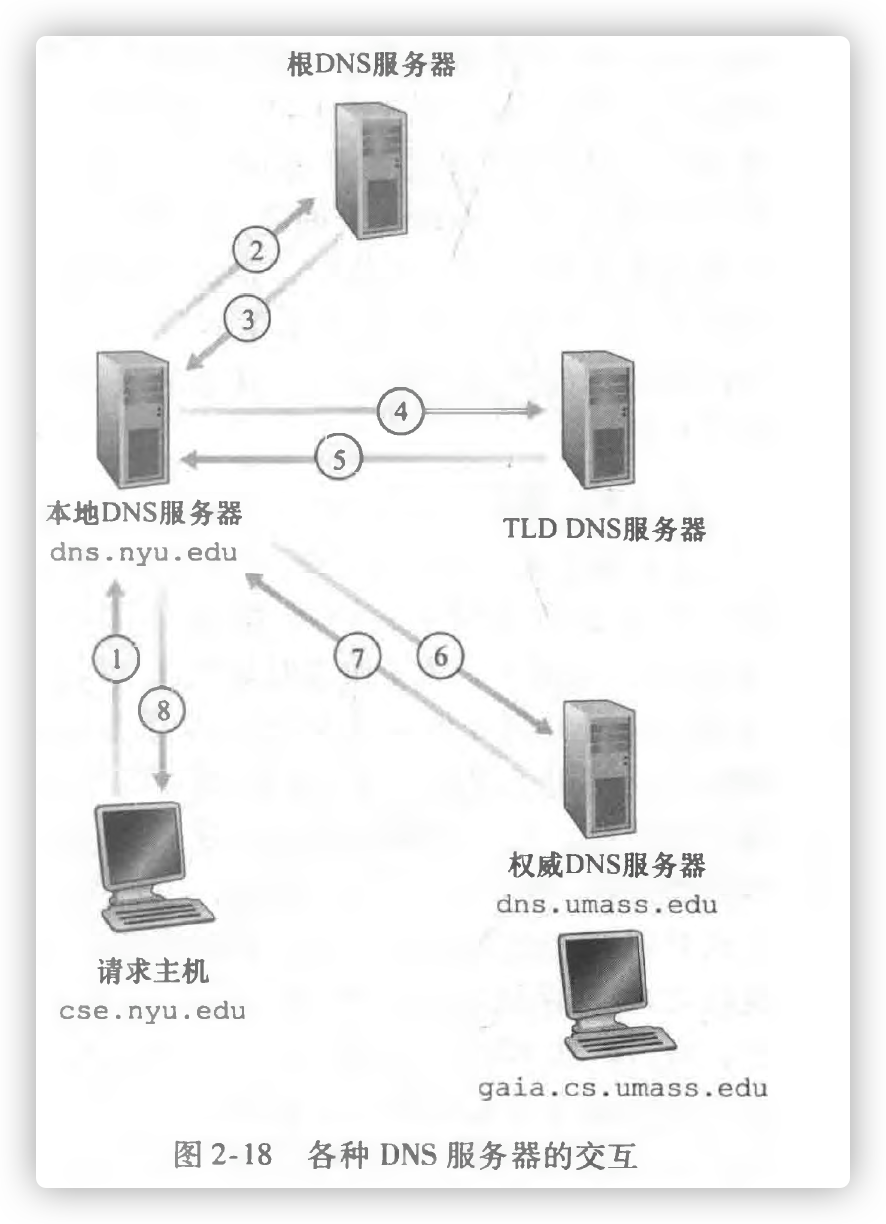 根DNS服务器
2
3
4
5
本地DNS服务器
dns.nyu.edu
TLD DNS服务器
1
8
7
6
权威DNS服务器
dns.umass.edu
请求主机
cse.nyu.edu
gaia.cs.umass.edu
图 2-18 各种 DNS 服务器的交互